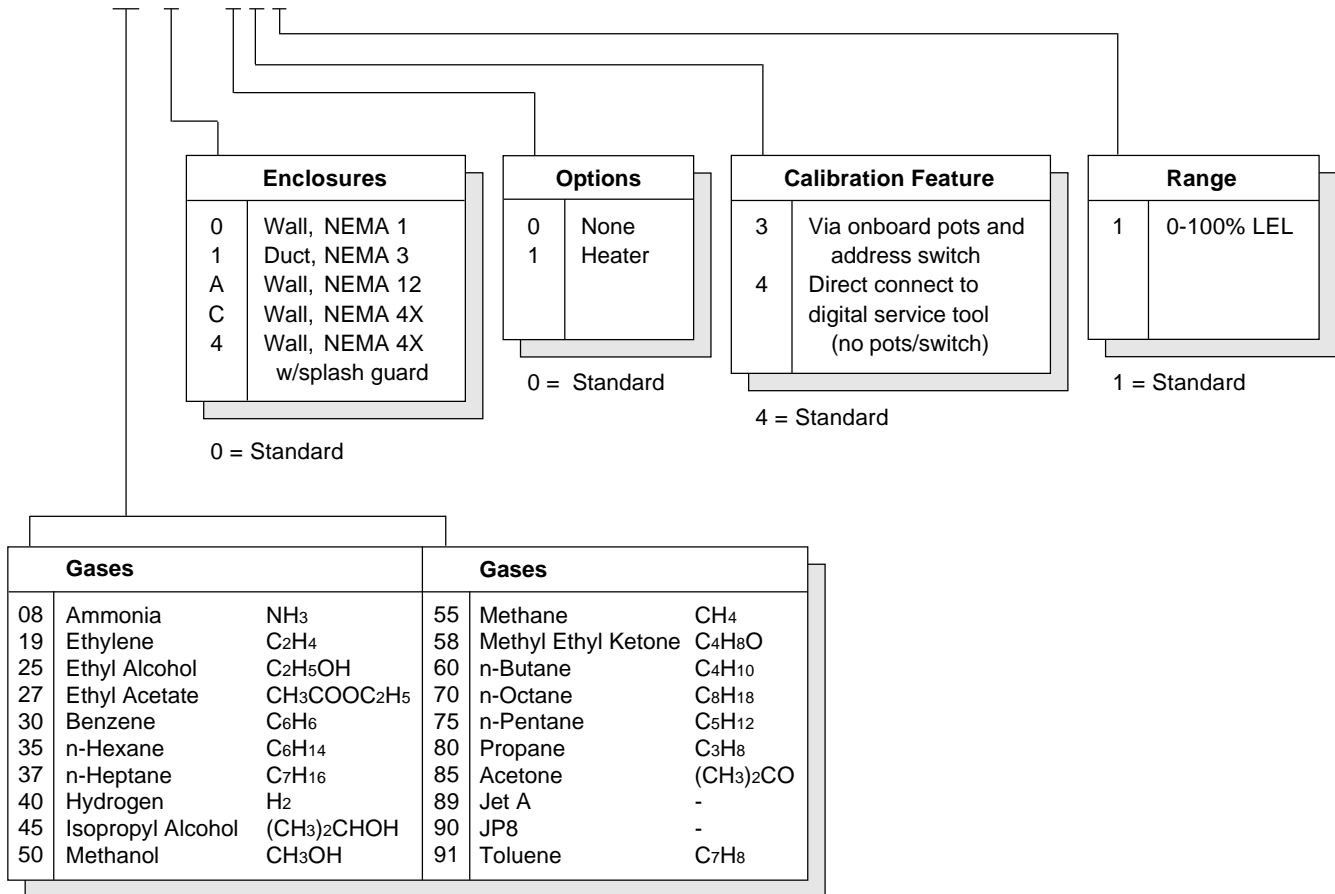 Enclosures
0 Wall, NEMA 1
1 Duct, NEMA 3
A Wall, NEMA 12
C Wall, NEMA 4X
4 Wall, NEMA 4X
w/splash guard
0 = Standard
Options
0 None
1 Heater
0 = Standard
Calibration Feature
3 Via onboard pots and
address switch
4 Direct connect to
digital service tool
(no pots/switch)
4 = Standard
Range
1 0-100% LEL
1 = Standard
Gases
08 Ammonia NH3
19 Ethylene C2H4
25 Ethyl Alcohol C2H5OH
27 Ethyl Acetate CH3COOC2H5
30 Benzene C6H6
35 n-Hexane C6H14
37 n-Heptane C7H16
40 Hydrogen H2
45 Isopropyl Alcohol (CH3)2CHOH
50 Methanol CH3OH
Gases
55 Methane CH4
58 Methyl Ethyl Ketone C4H8O
60 n-Butane C4H10
70 n-Octane C8H18
75 n-Pentane C5H12
80 Propane C3H8
85 Acetone (CH3)2CO
89 Jet A -
90 JP8 -
91 Toluene C7H8